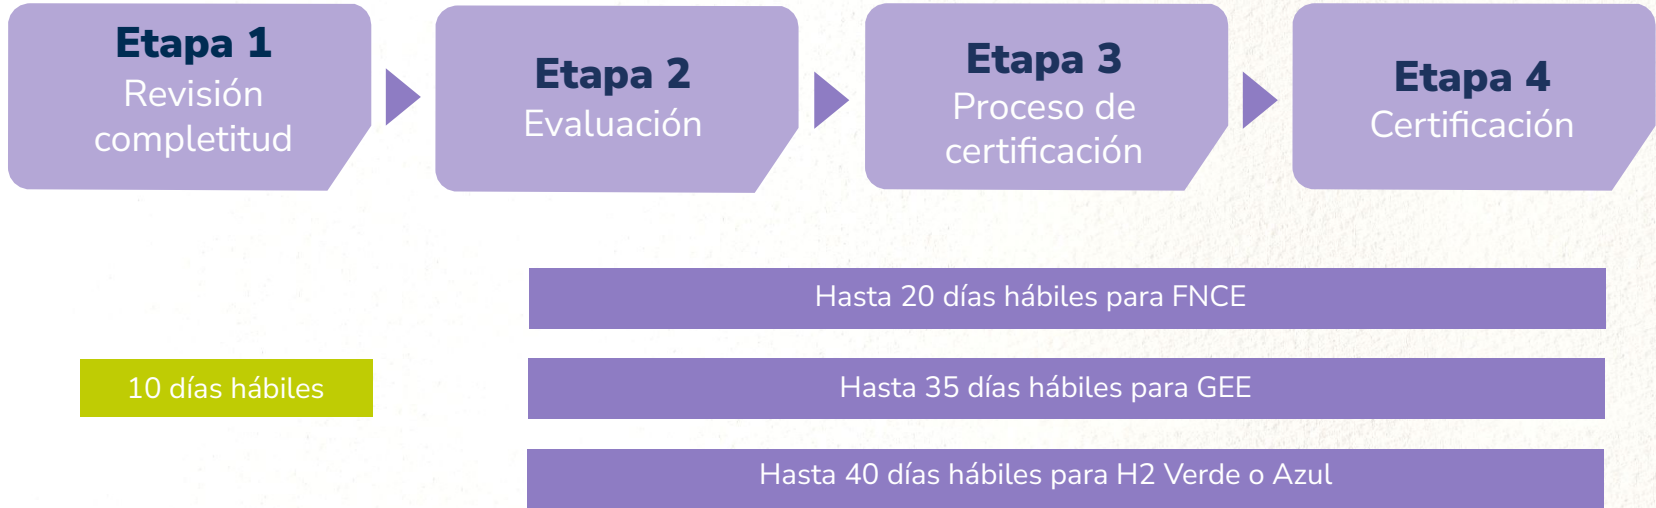 Etapa 1
Revisión
completitud
Etapa 2
Evaluación
Etapa 3
Proceso de
certificación
Etapa 4
Certificación
Hasta 20 días hábiles para FNCE
10 días hábiles
Hasta 35 días hábiles para GEE
Hasta 40 días hábiles para H2 Verde o Azul